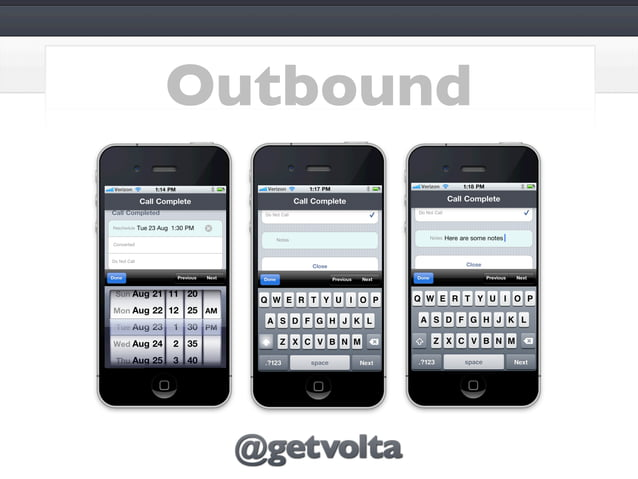 Outbound
Verizon 1:14 PM
Call Complete
Call Completed
Reschedule Tue 23 Aug 1:30 PM
Converted
Do Not Call
Done Previous Next
Sun Aug 21 11 20
Mon Aug 22 12 25 AM
Tue Aug 23 1 30 PM
Wed Aug 24 2 35
Thu Aug 25 3 40
Verizon 1:17 PM
Call Complete
Do Not Call
Notes
Close
Done Previous Next
Q W E R T Y U I O P
A S D F G H J K L
Z X C V B N M
.?123 space Next
Verizon 1:18 PM
Call Complete
Do Not Call
Notes Here are some notes
Close
Done Previous Next
Q W E R T Y U I O P
A S D F G H J K L
Z X C V B N M
.?123 space Next
@getvolta